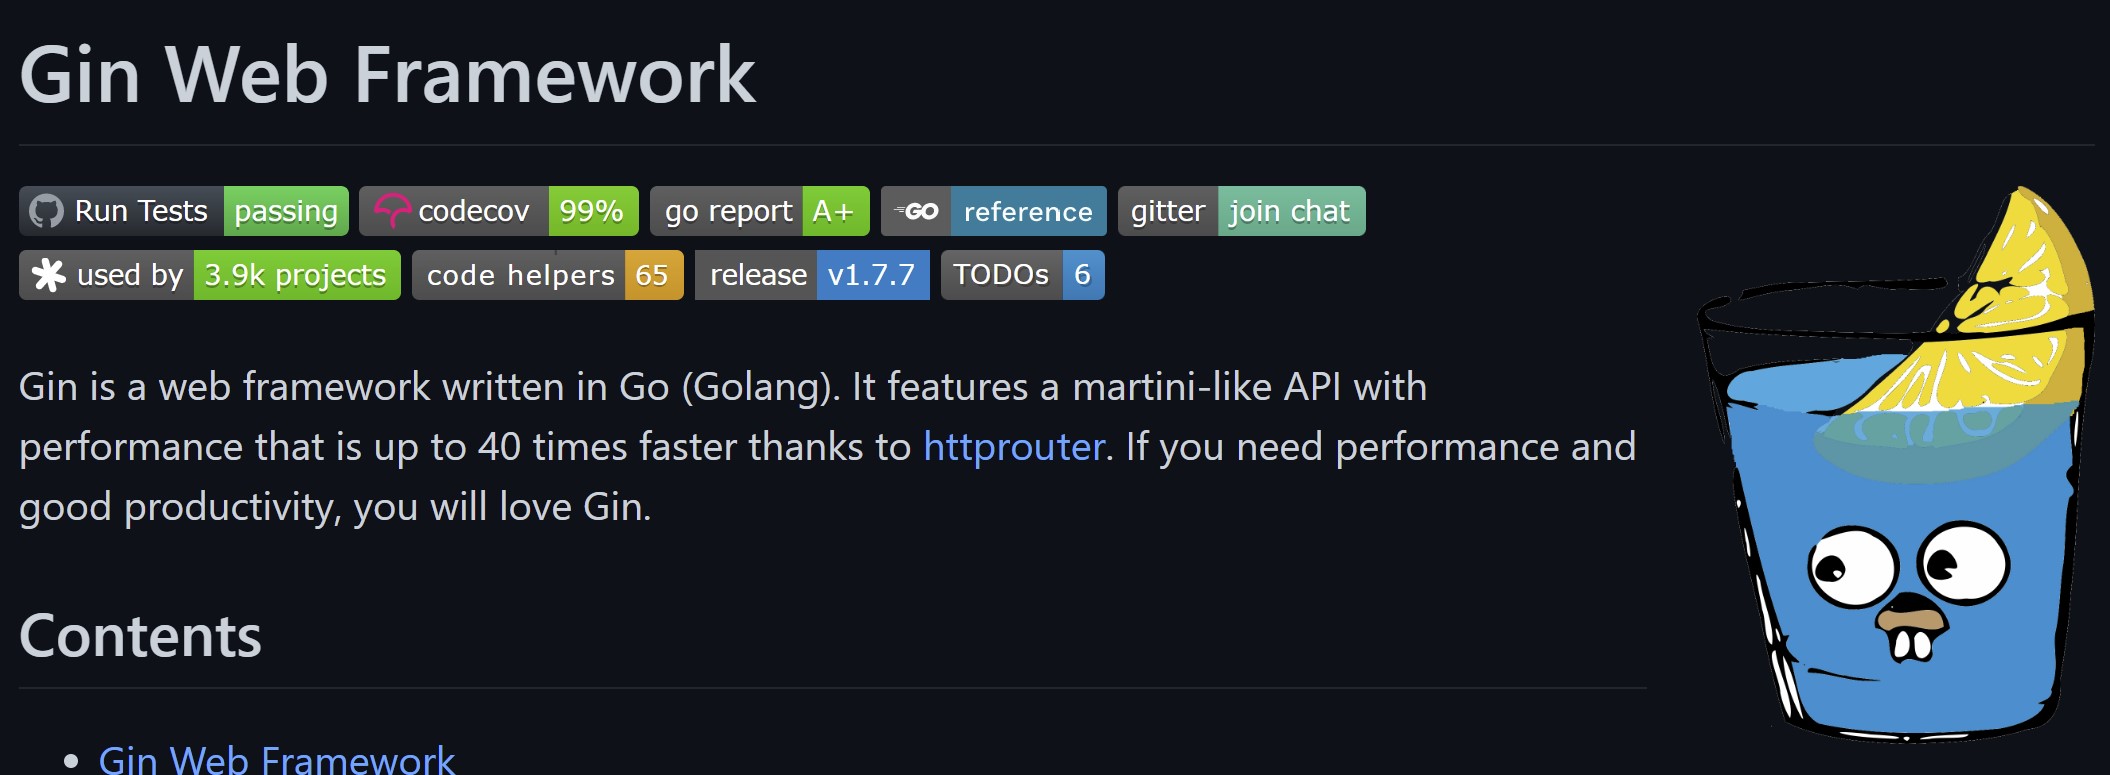 Gin Web Framework
Run Tests passing codecov 99% go report A+ GO reference gitter join chat
used by 3.9k projects code helpers 65 release v1.7.7 TODOs 6
Gin is a web framework written in Go (Golang). It features a martini-like API with
performance that is up to 40 times faster thanks to httprouter. If you need performance and
good productivity, you will love Gin.
Contents
• Gin Web Framework